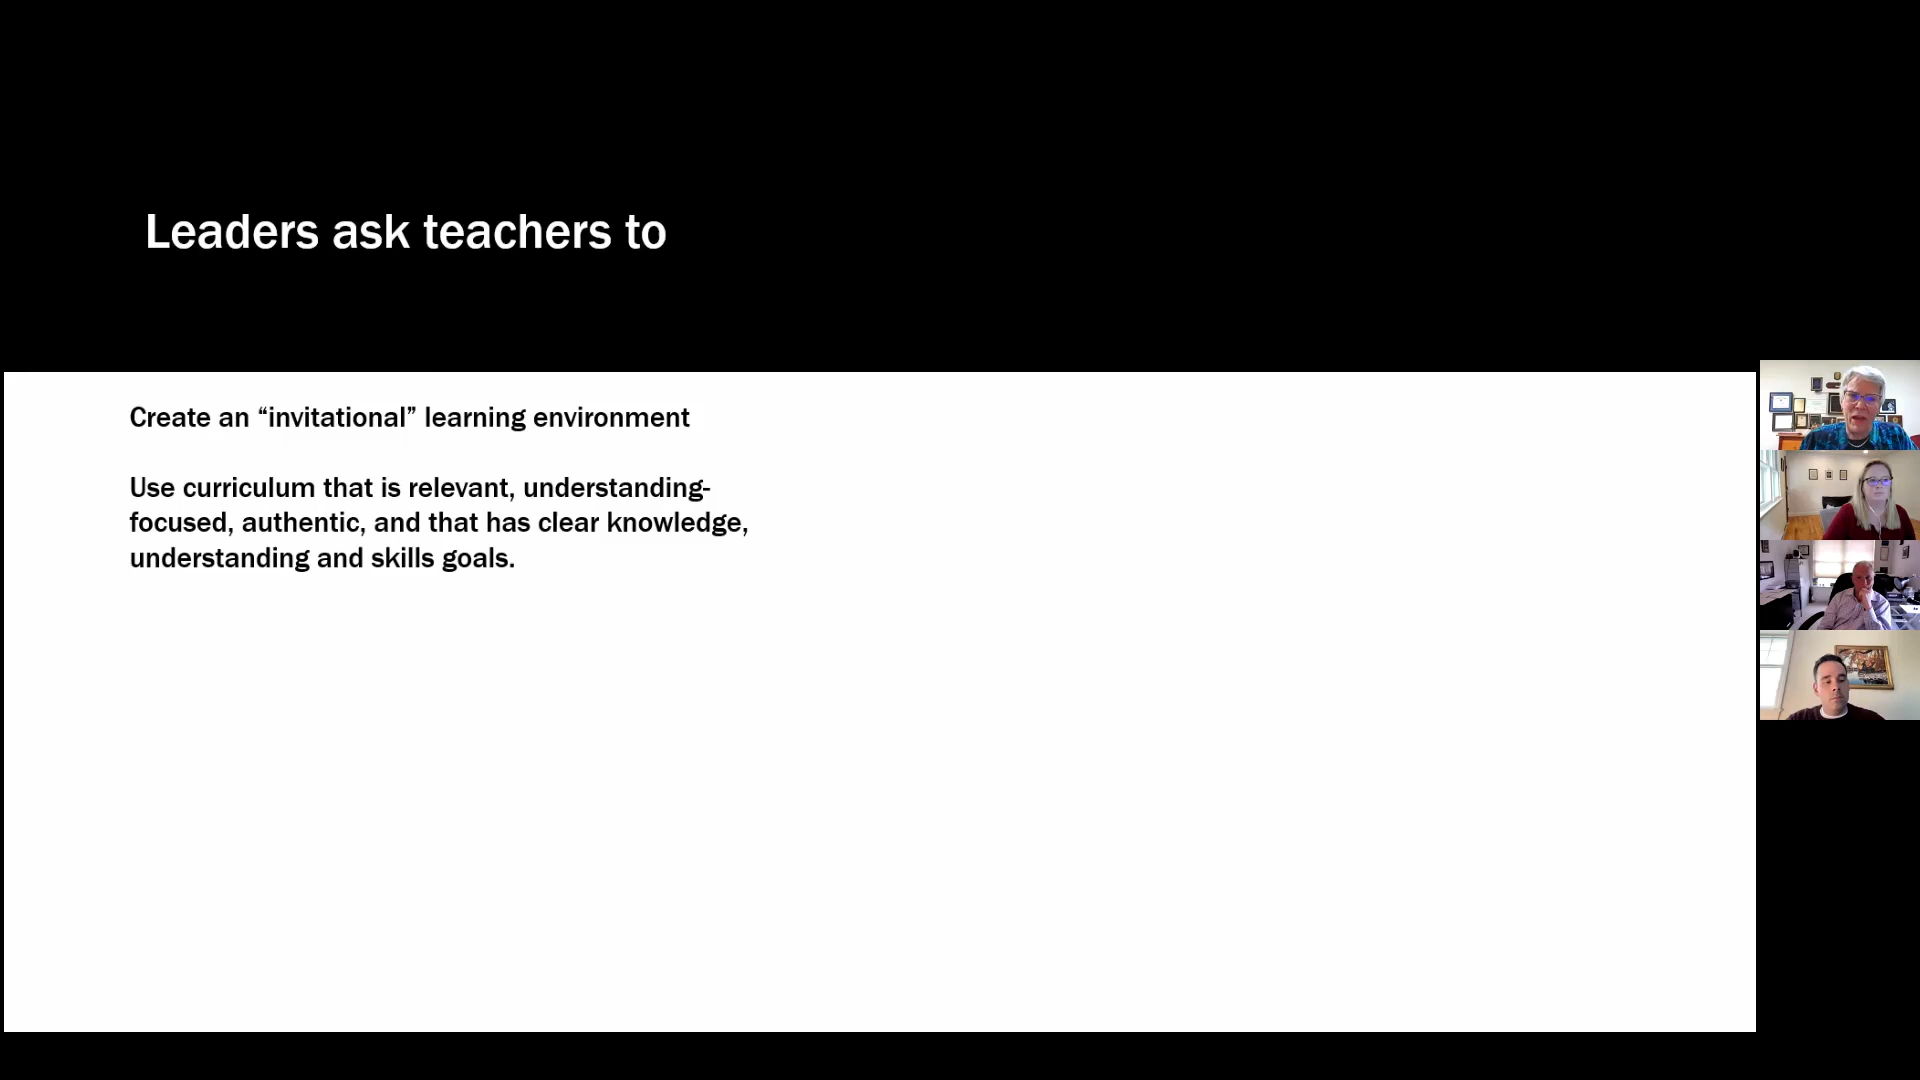 Leaders ask teachers to
Create an “invitational” learning environment
Use curriculum that is relevant, understanding-
focused, authentic, and that has clear knowledge,
understanding and skills goals.